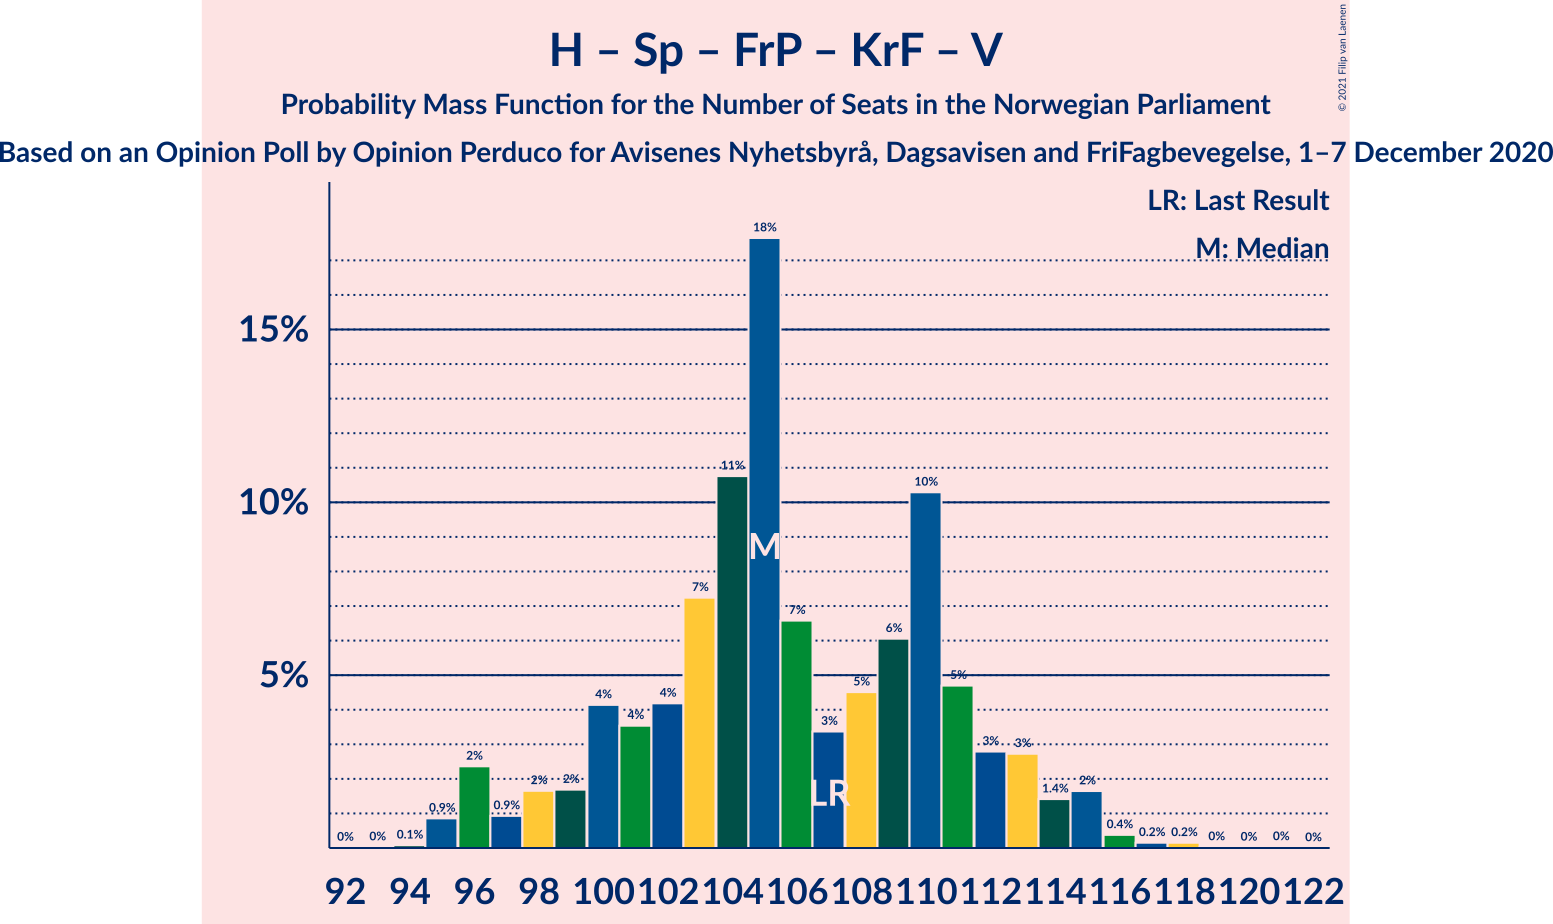 H – Sp – FrP – KrF – V
Probability Mass Function for the Number of Seats in the Norwegian Parliament
Based on an Opinion Poll by Opinion Perduco for Avisenes Nyhetsbyrå, Dagsavisen and FriFagbevegelse, 1–7 December 2020
© 2021 Filip van Laenen
LR: Last Result
M: Median
15%
10%
5%
0% 0% 0.1% 0.9% 2% 0.9% 2% 2% 4% 4% 4% 7% 11% 18% 7% 3% 5% 6% 10% 5% 3% 3% 1.4% 2% 0.4% 0.2% 0.2% 0% 0% 0% 0%
M
LR
92 94 96 98 100 102 104 106 108 110 112 114 116 118 120 122